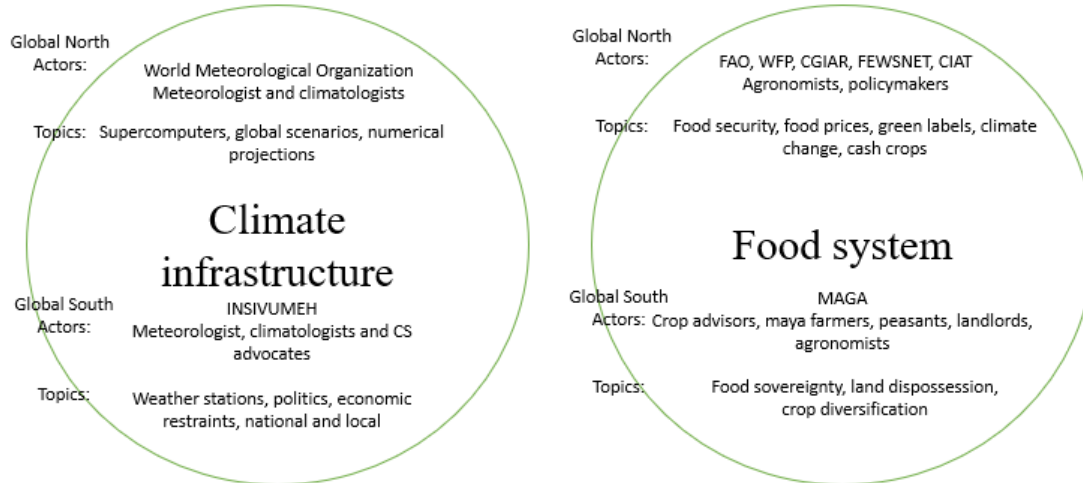 Global North
Actors:
World Meteorological Organization
Meteorologist and climatologists
Topics: Supercomputers, global scenarios, numerical
projections
Climate
infrastructure
Global South
Actors:
INSIVUMEH
Meteorologist, climatologists and CS
advocates
Topics: Weather stations, politics, economic
restraints, national and local
Global North
Actors:
FAO, WFP, CGIAR, FEWSNET, CIAT
Agronomists, policymakers
Topics: Food security, food prices, green labels, climate
change, cash crops
Food system
Global South
MAGA
Actors: Crop advisors, maya farmers, peasants, landlords,
agronomists
Topics: Food sovereignty, land dispossession,
crop diversification